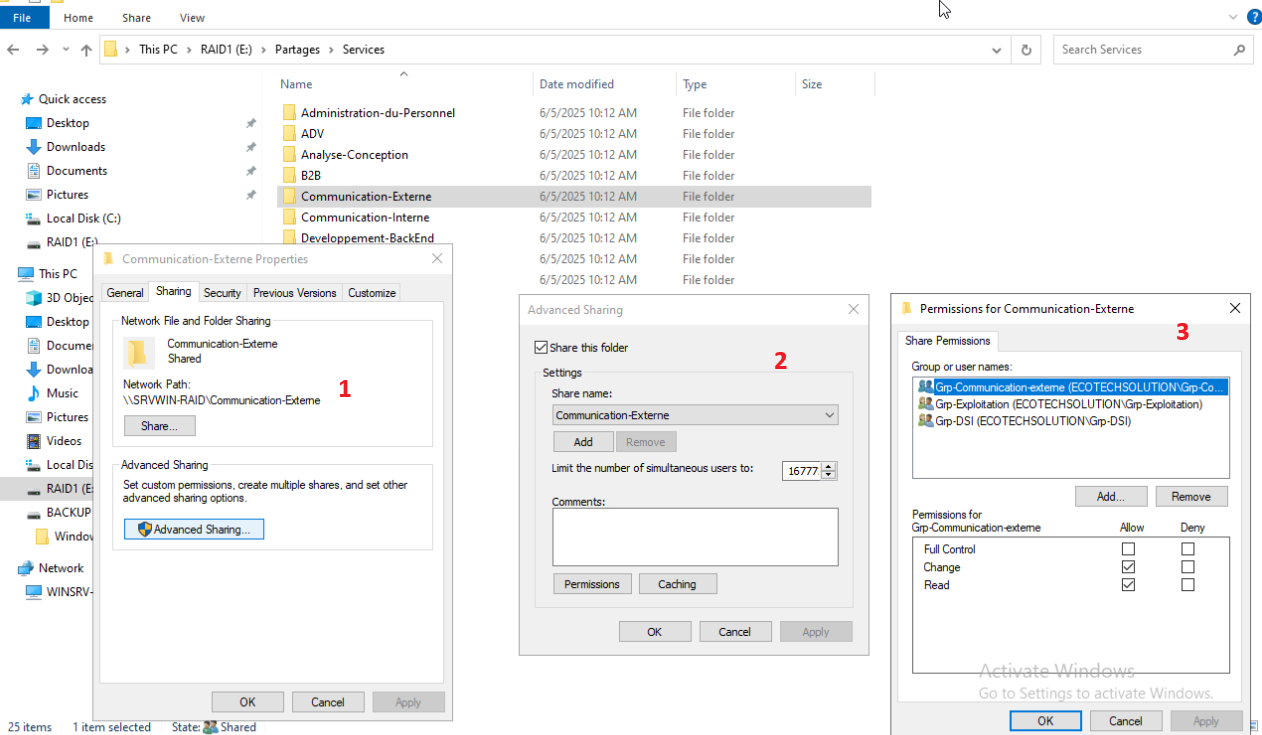 File Home Share View
This PC > RAID1 (E:) > Partages > Services
Search Services
Name Date modified Type Size
Quick access
Desktop
Downloads
Documents
Pictures
Local Disk (C:)
RAID1 (E:)
This PC
3D Objec
Desktop
Docume
Downloa
Music
Pictures
Videos
Local Dis
RAID1 (E:
BACKUP
Window
Network
WINSRV-
Administration-du-Personnel 6/5/2025 10:12 AM File folder
ADV 6/5/2025 10:12 AM File folder
Analyse-Conception 6/5/2025 10:12 AM File folder
B2B 6/5/2025 10:12 AM File folder
Communication-Externe 6/5/2025 10:12 AM File folder
Communication-Interne 6/5/2025 10:12 AM File folder
Developpement-BackEnd 6/5/2025 10:12 AM File folder
6/5/2025 10:12 AM File folder
6/5/2025 10:12 AM File folder
Communication-Externe Properties
General Sharing Security Previous Versions Customize
Network File and Folder Sharing
Communication-Externe
Shared
Network Path:
\\SRVWIN-RAID\Communication-Externe
1
Share...
Advanced Sharing
Set custom permissions, create multiple shares, and set other
advanced sharing options.
Advanced Sharing...
OK Cancel Apply
Advanced Sharing
Share this folder
2
Settings
Share name:
Communication-Externe
Add Remove
Limit the number of simultaneous users to: 16777
Comments:
Permissions Caching
OK Cancel Apply
Permissions for Communication-Externe
3
Share Permissions
Group or user names:
Grp-Communication-externe (ECOTECHSOLUTION\Grp-Co...
Grp-Exploitation (ECOTECHSOLUTION\Grp-Exploitation)
Grp-DSI (ECOTECHSOLUTION\Grp-DSI)
Add... Remove
Permissions for
Grp-Communication-externe Allow Deny
Full Control
Change
Read
Activate Windows
Go to Settings to activate Windows.
OK Cancel Apply
25 items 1 item selected State: Shared